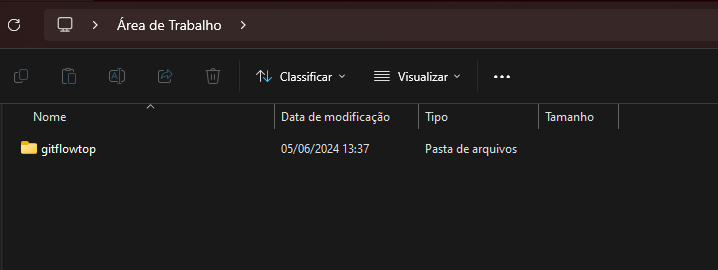 Área de Trabalho
Classificar Visualizar
Nome Data de modificação Tipo Tamanho
gitflowtop 05/06/2024 13:37 Pasta de arquivos